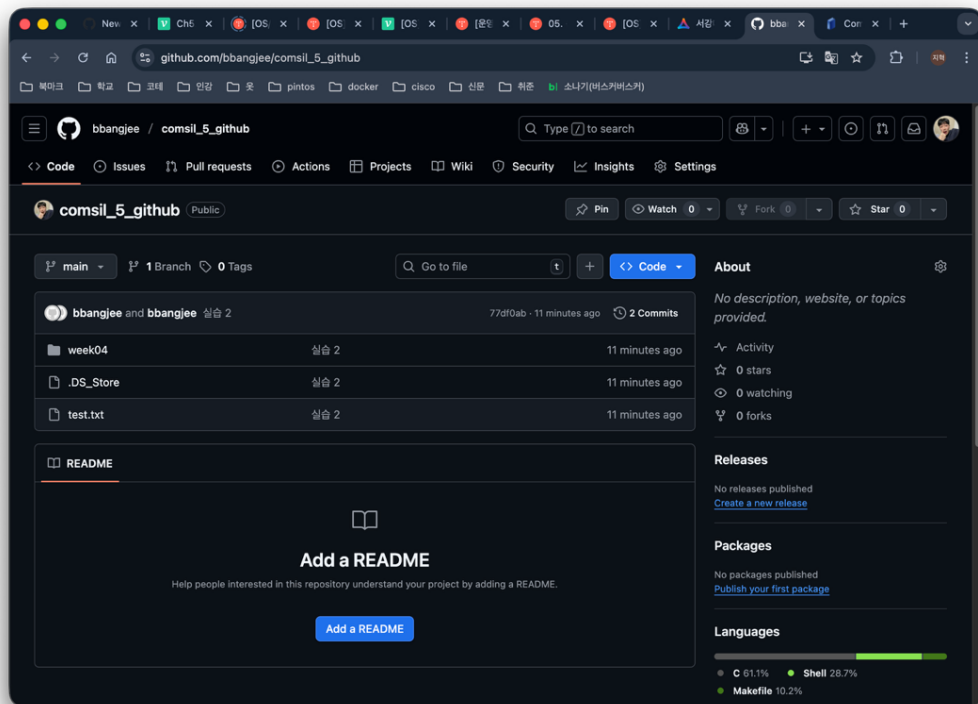 New
Ch5
[OS/
[OS]
[OS
[운영
05.
[OS
서강
bba
Con
github.com/bbangjee/comsil_5_github
지혁
북마크 학교 코테 인강 옷 pintos docker cisco 신문 취준 b| 소나기(버스커버스커)
bbangjee / comsil_5_github
Type / to search
Code Issues Pull requests Actions Projects Wiki Security Insights Settings
comsil_5_github Public
Pin Watch 0 Fork 0 Star 0
main 1 Branch 0 Tags
Go to file t
Code
bbangjee and bbangjee 실습 2 77df0ab · 11 minutes ago 2 Commits
week04 실습 2 11 minutes ago
.DS_Store 실습 2 11 minutes ago
test.txt 실습 2 11 minutes ago
README
Add a README
Help people interested in this repository understand your project by adding a README.
Add a README
About
No description, website, or topics
provided.
Activity
0 stars
0 watching
0 forks
Releases
No releases published
Create a new release
Packages
No packages published
Publish your first package
Languages
C 61.1% Shell 28.7%
Makefile 10.2%